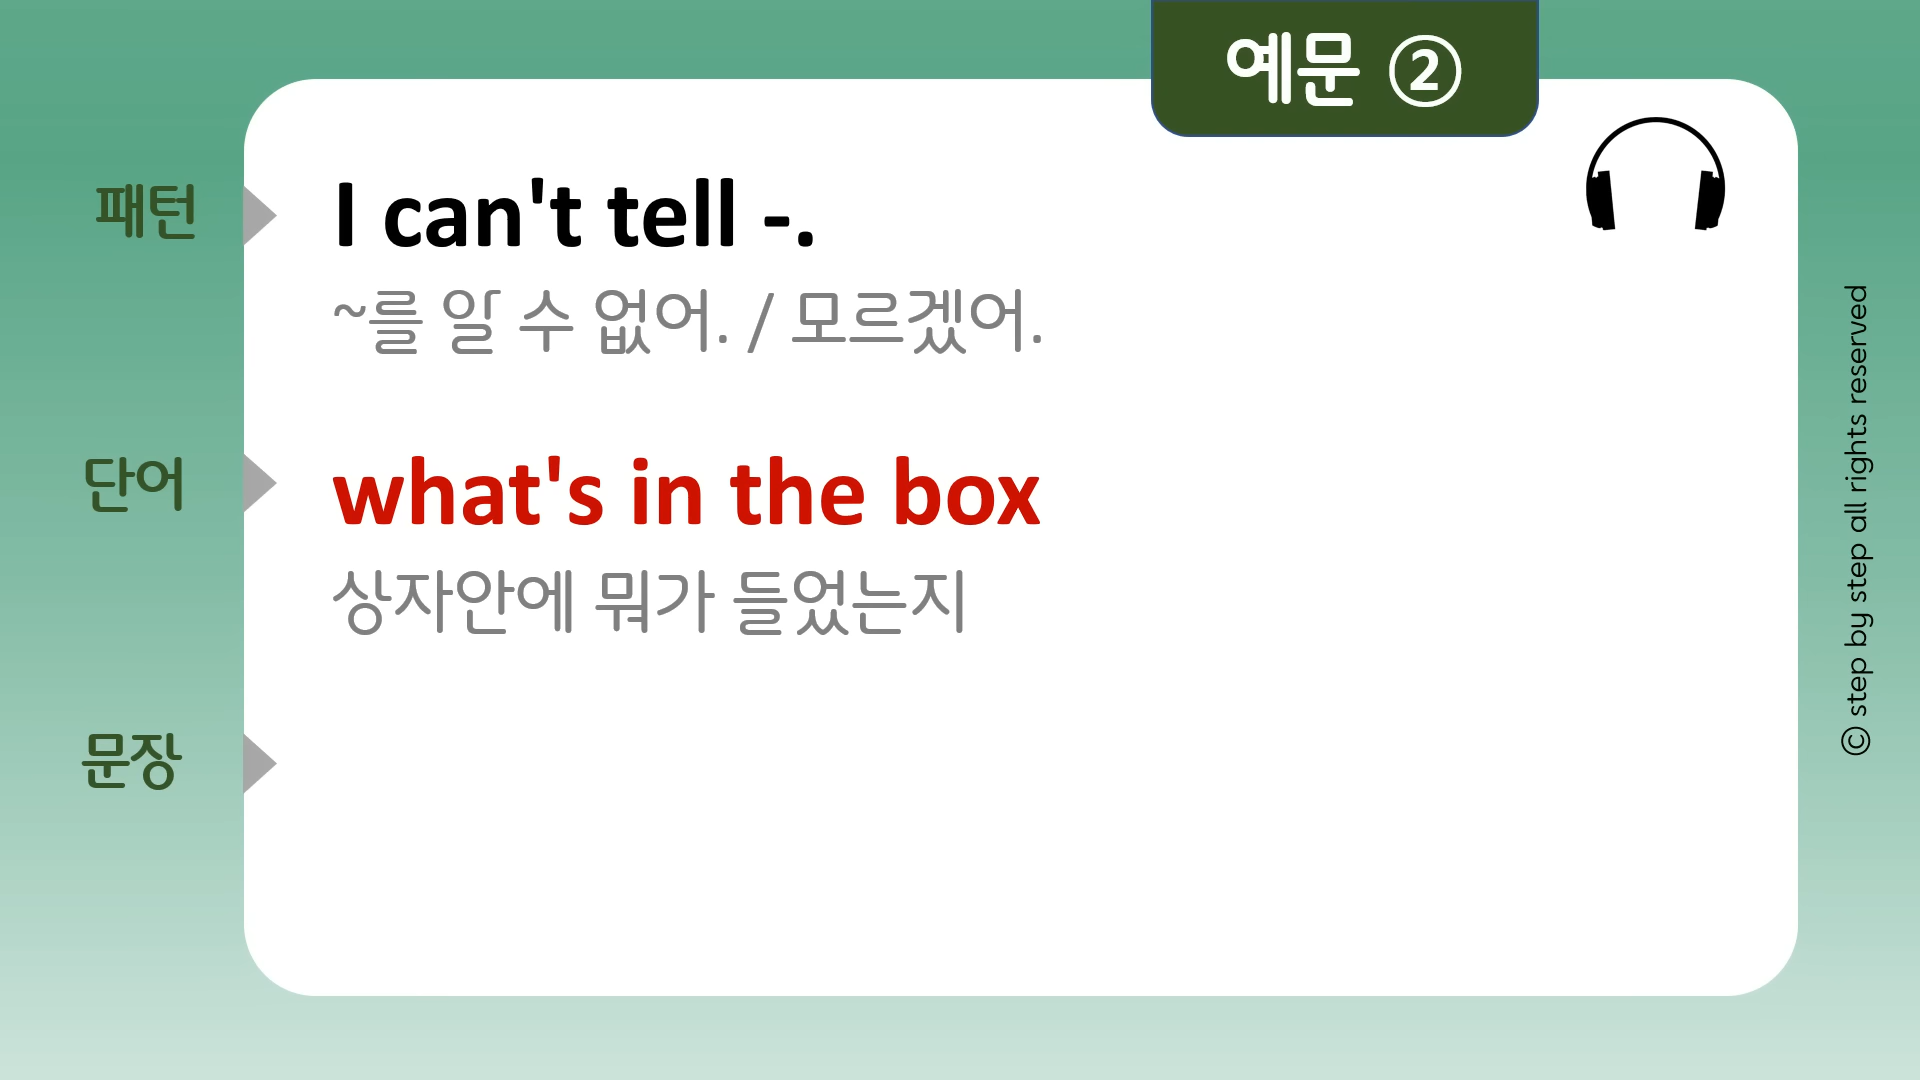 예문 ②
패턴
I can't tell -.
~를 알 수 없어. / 모르겠어.
단어
what's in the box
상자안에 뭐가 들었는지
문장
© step by step all rights reserved